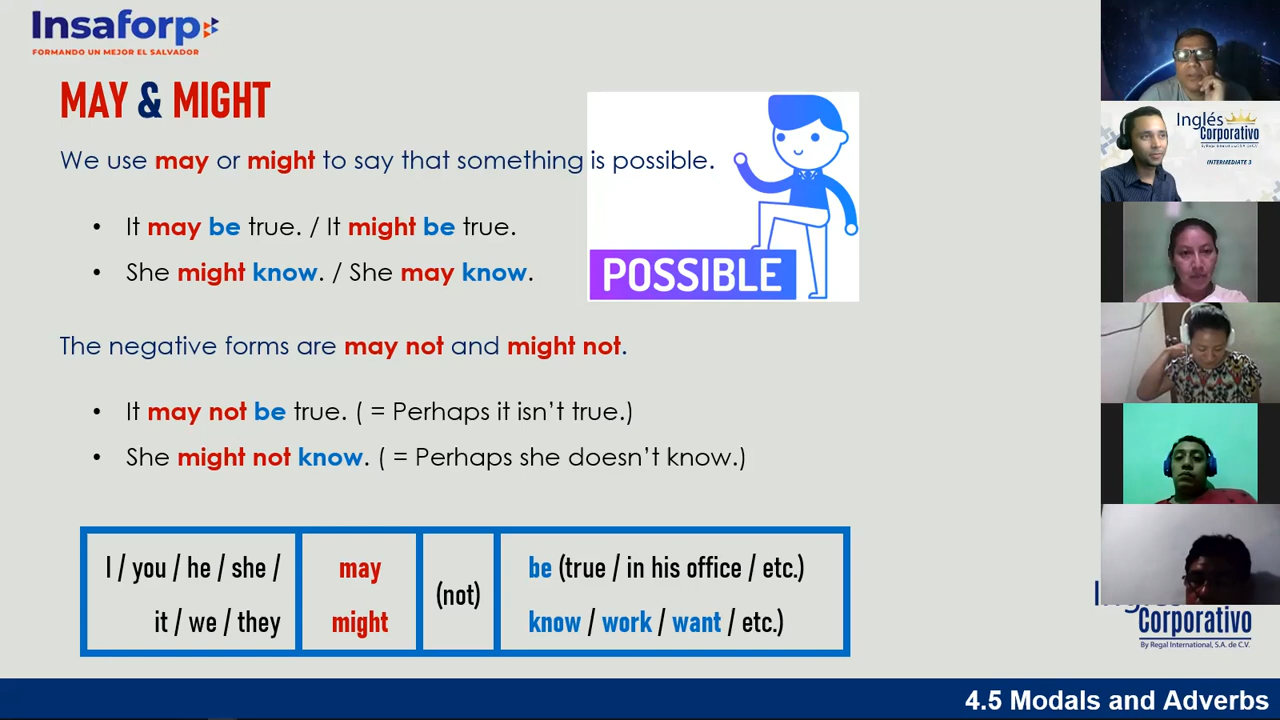 Insaforp
FORMANDO UN MEJOR EL SALVADOR
MAY & MIGHT
We use may or might to say that something is possible.
• It may be true. / It might be true.
• She might know. / She may know.
POSSIBLE
The negative forms are may not and might not.
• It may not be true. ( = Perhaps it isn’t true.)
• She might not know. ( = Perhaps she doesn’t know.)
I / you / he / she /
it / we / they
may
might
(not)
be (true / in his office / etc.)
know / work / want / etc.)
Inglés
Corporativo
By Regal International, S.A. de C.V.
INTERMEDIATE 3
Corporativo
By Regal International, S.A. de C.V.
4.5 Modals and Adverbs